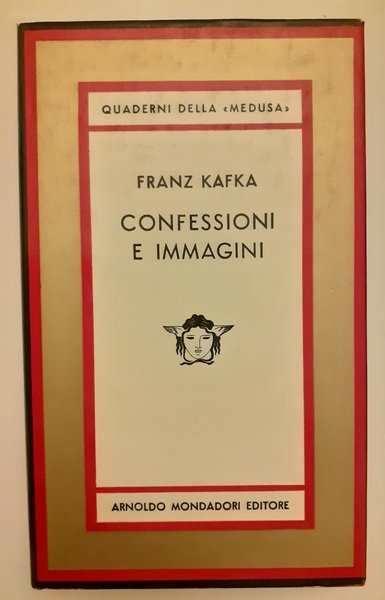 QUADERNI DELLA «MEDUSA»
FRANZ KAFKA
CONFESSIONI
E IMMAGINI
ARNOLDO MONDADORI EDITORE